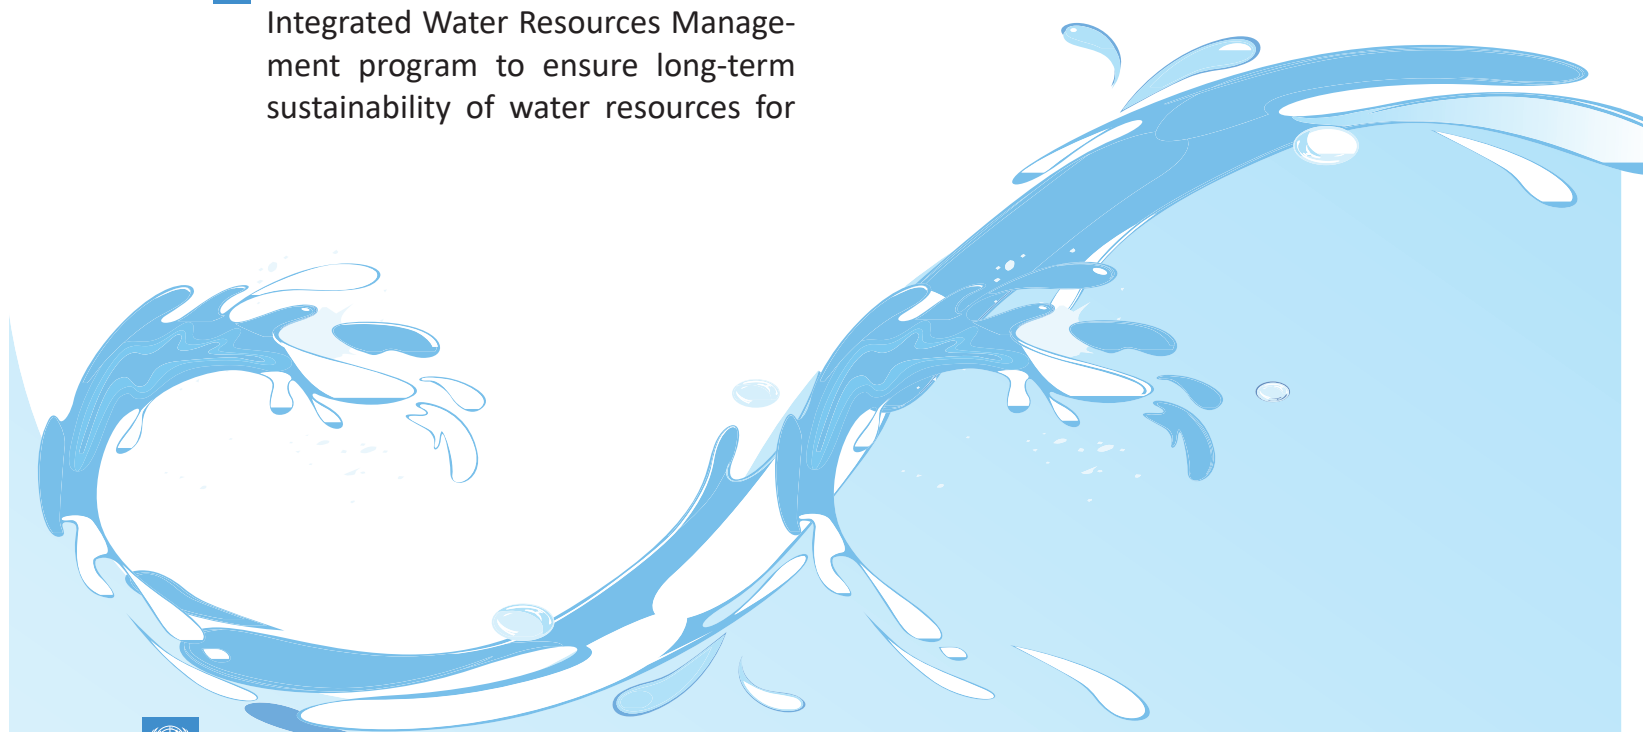 Integrated Water Resources Manage-
ment program to ensure long-term
sustainability of water resources for